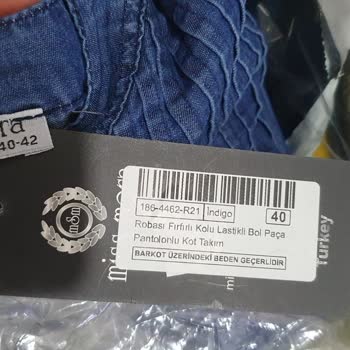 ra
40-42
186-4462-R21 İndigo 40
Robası Fırfırlı Kolu Lastikli Bol Paça
Pantolonlu Kot Takım
BARKOT ÜZERİNDEKİ BEDEN GEÇERLİDİR
mSm
Turkey